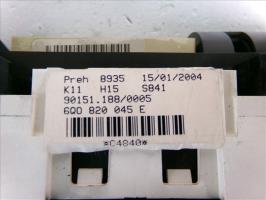 Preh 8935 15/01/2004
K11 H15 S841
90151.188/0005
6Q0 820 045 E
*C4840*